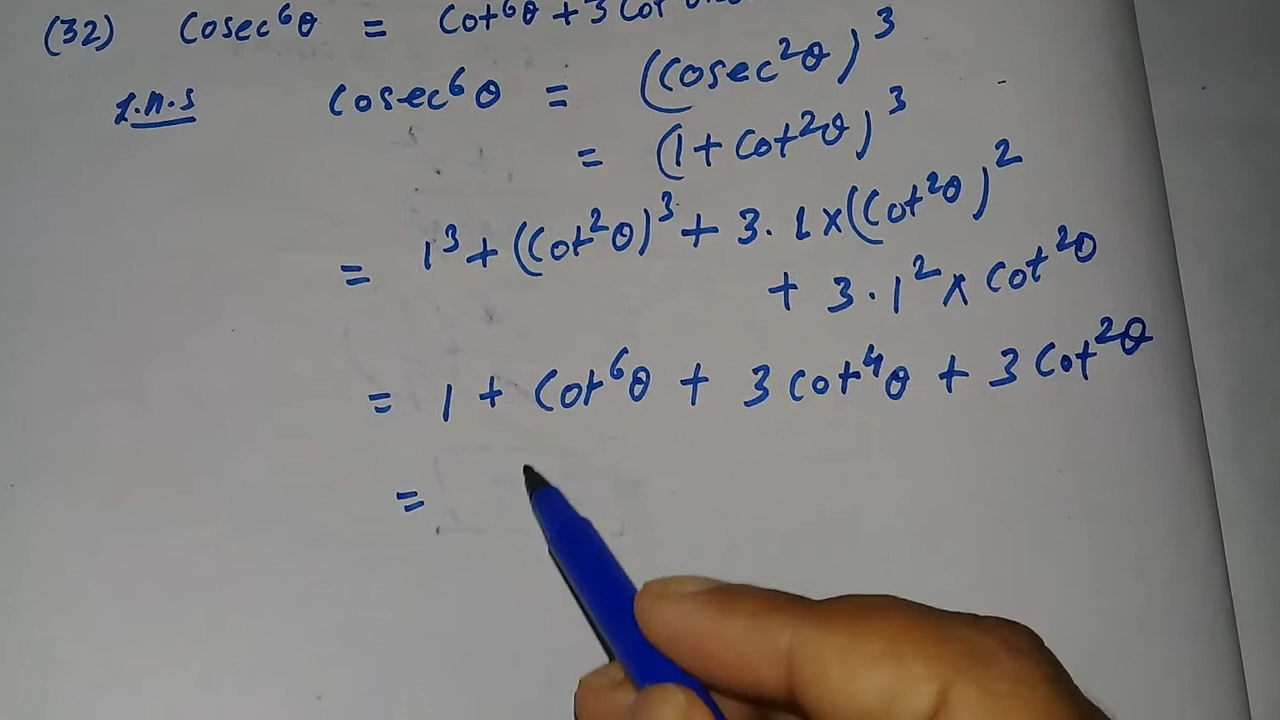 (32) Cosec⁶θ = Cot⁶θ + 3 Cot
L.H.S Cosec⁶θ = (Cosec²θ)³
= (1 + Cot²θ)³
= 1³ + (Cot²θ)³ + 3.1×(Cot²θ)²
+ 3.1² × Cot²θ
= 1 + Cot⁶θ + 3 Cot⁴θ + 3 Cot²θ
=